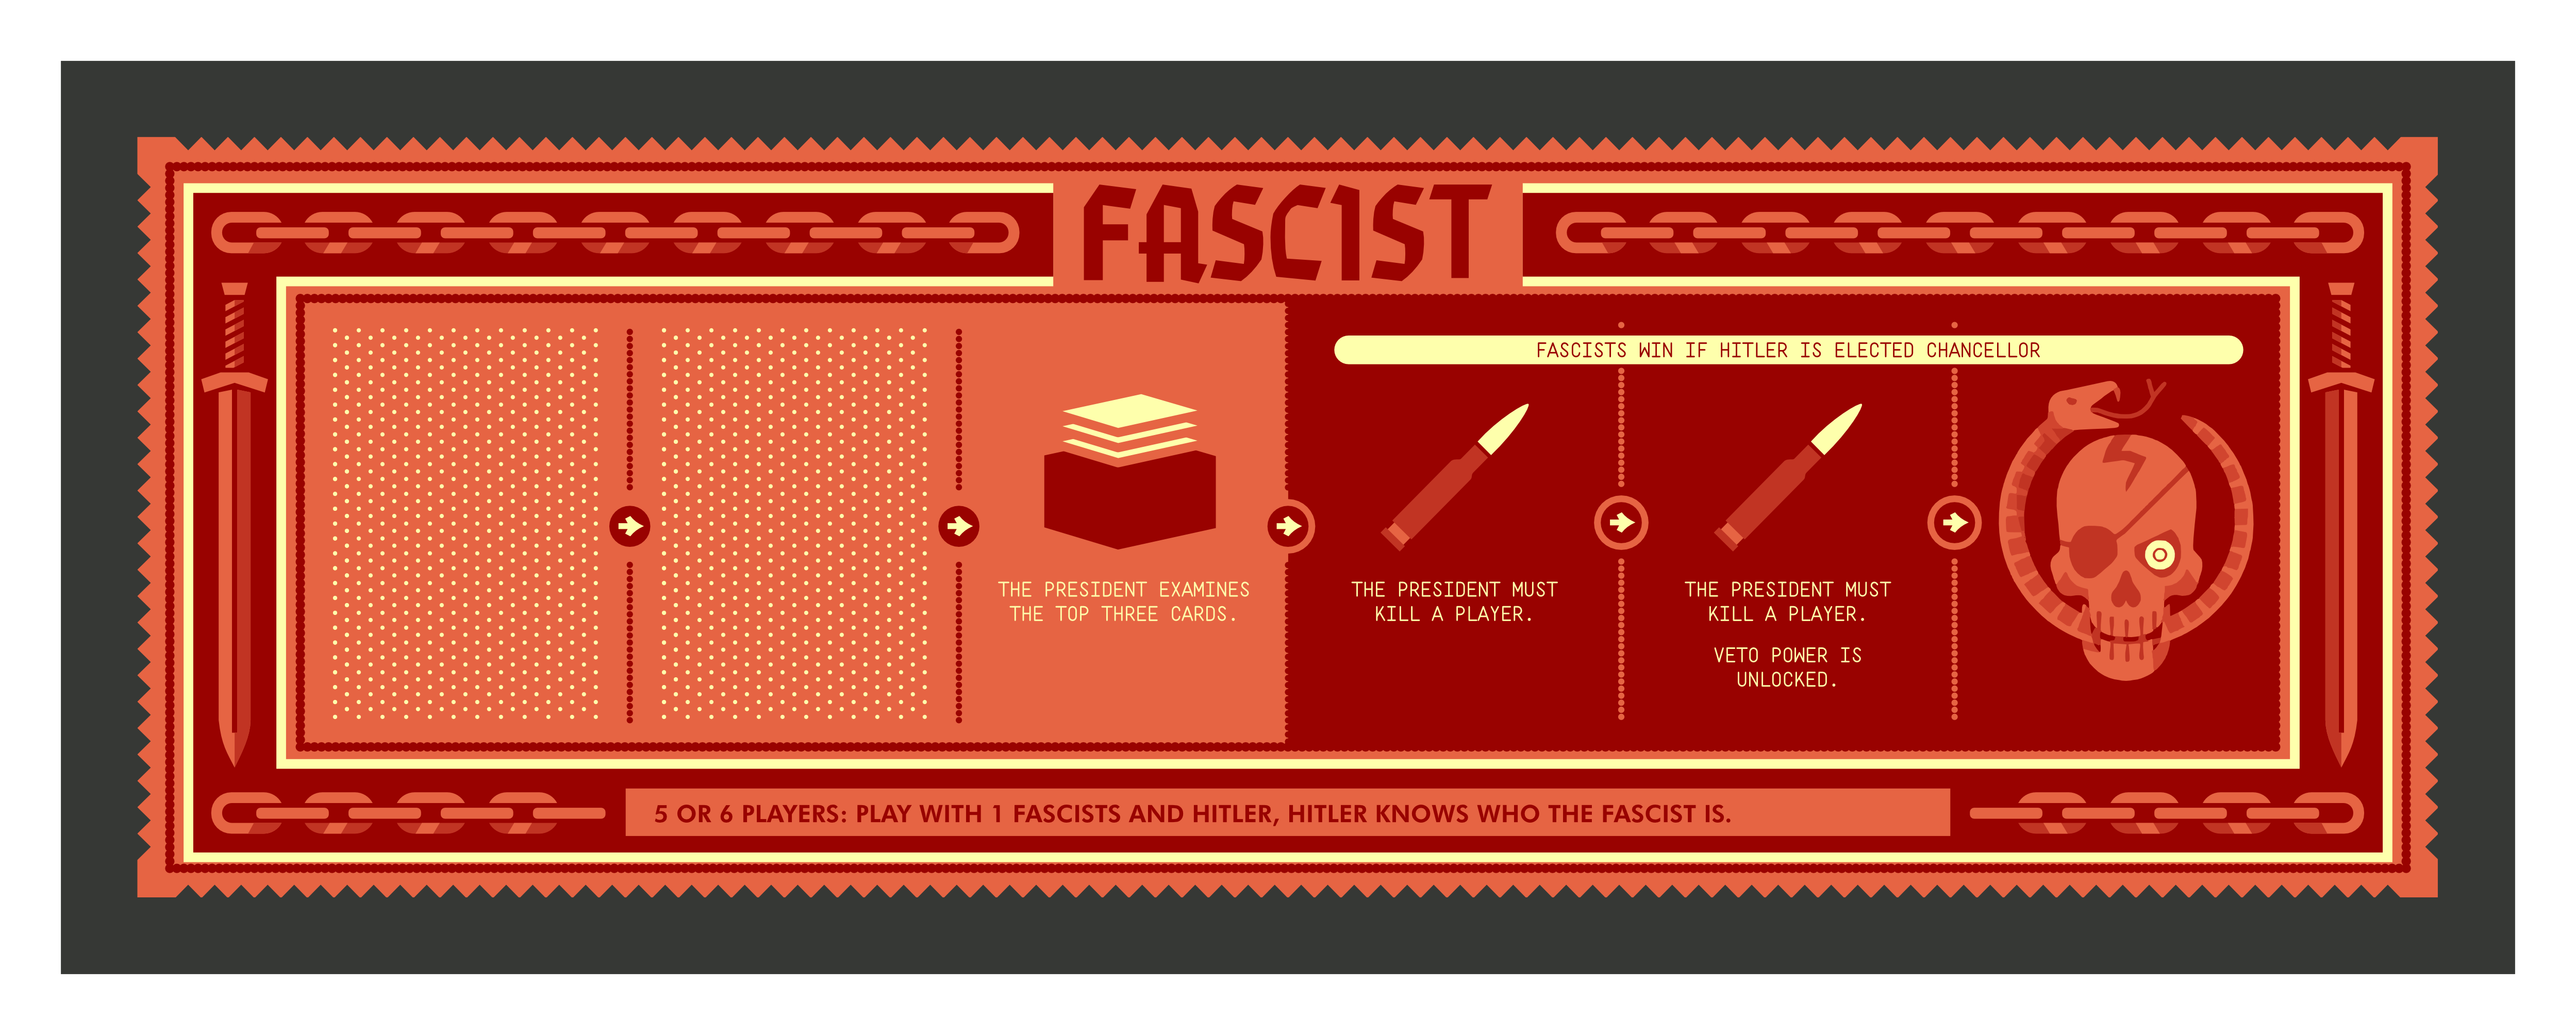 FASCIST
FASCISTS WIN IF HITLER IS ELECTED CHANCELLOR
THE PRESIDENT EXAMINES
THE TOP THREE CARDS.
THE PRESIDENT MUST
KILL A PLAYER.
THE PRESIDENT MUST
KILL A PLAYER.
VETO POWER IS
UNLOCKED.
5 OR 6 PLAYERS: PLAY WITH 1 FASCISTS AND HITLER, HITLER KNOWS WHO THE FASCIST IS.